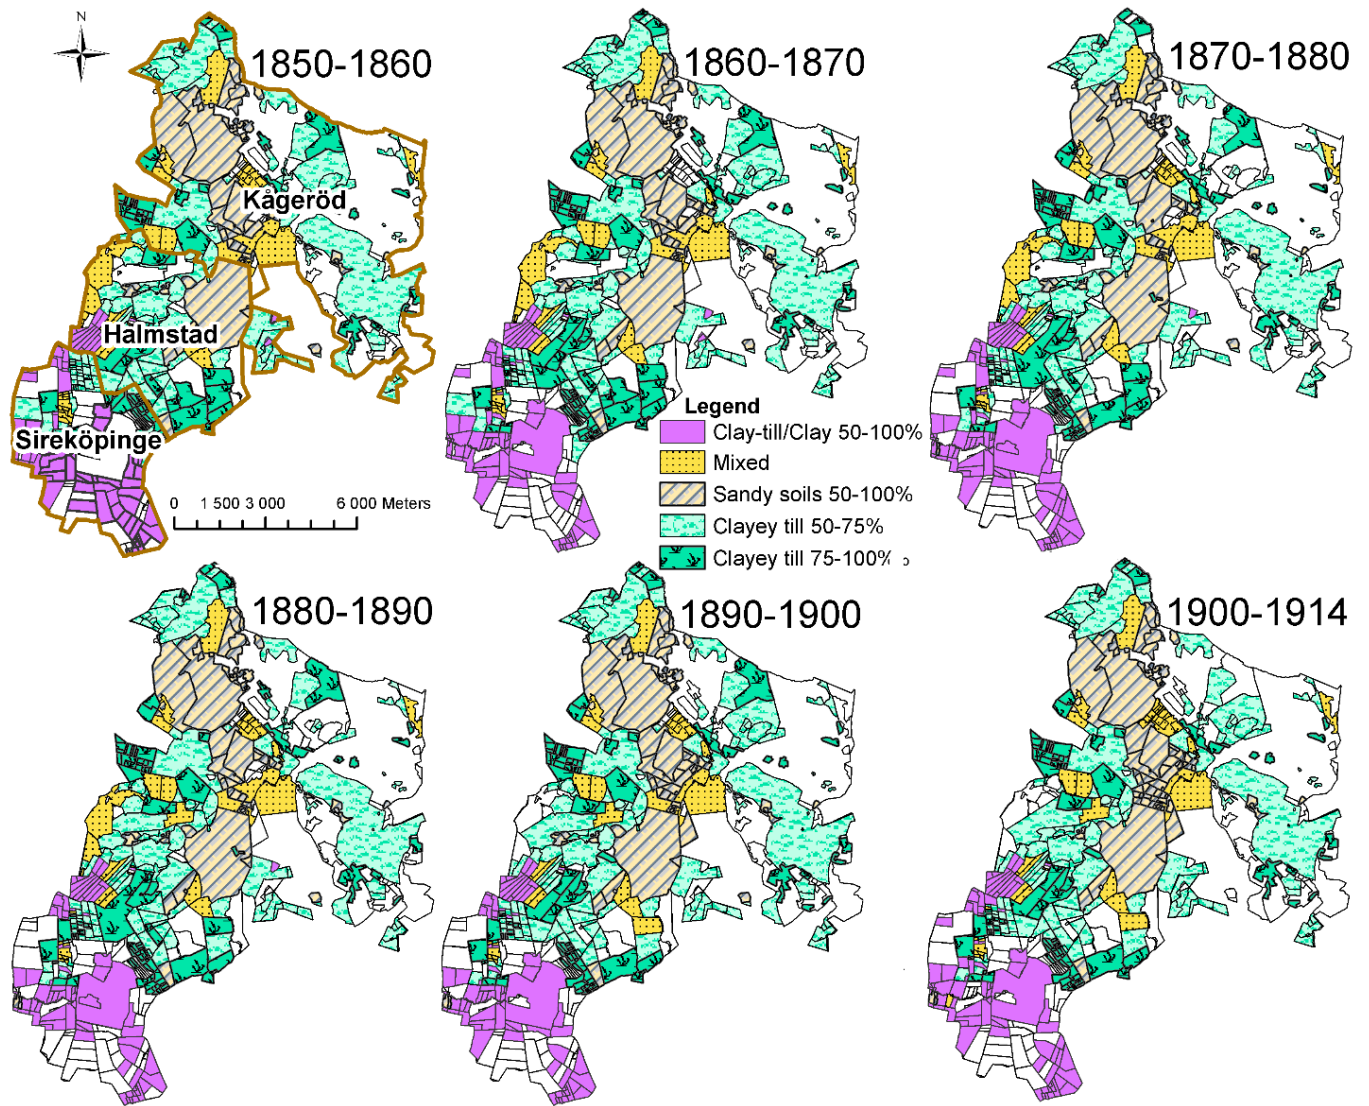 N
1850-1860
1860-1870
1870-1880
Kågeröd
Halmstad
Sireköpinge
0 1 500 3 000 6 000 Meters
Legend
Clay-till/Clay 50-100%
Mixed
Sandy soils 50-100%
Clayey till 50-75%
Clayey till 75-100%
1880-1890
1890-1900
1900-1914